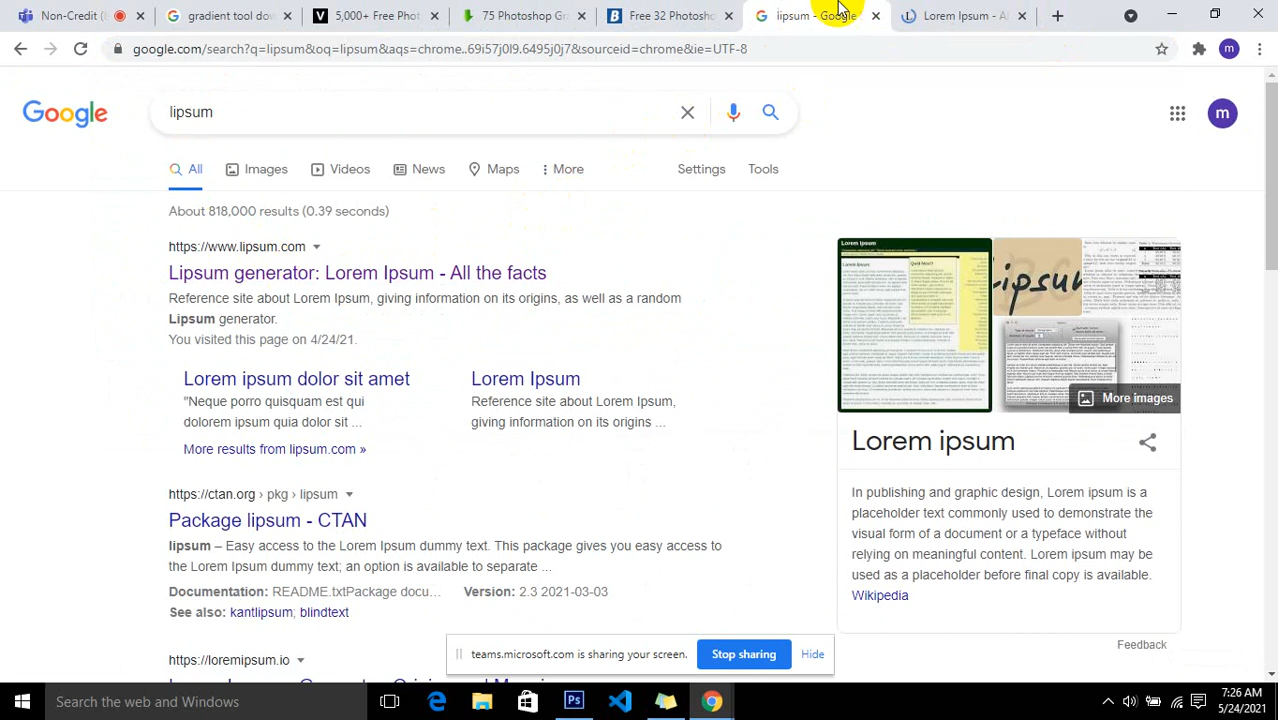 Non-Credit (E
gradient tool dow
5,000+ Free Phot
75 Photoshop Gra
Free 32 Photosho
lipsum - Google
Lorem Ipsum - Al
google.com/search?q=lipsum&oq=lipsum&aqs=chrome..69i57j0l9.6495j0j7&sourceid=chrome&ie=UTF-8
m
Google
lipsum
m
All
Images
Videos
News
Maps
More
Settings
Tools
About 818,000 results (0.39 seconds)
https://www.lipsum.com
Lipsum generator: Lorem Ipsum - All the facts
Reference site about Lorem Ipsum, giving information on its origins, as well as a random
Lipsum generator.
on 4/24/21
Lorem ipsum dolor sit amet
"Neque porro quisquam est qui
dolorem ipsum quia dolor sit ...
Lorem Ipsum
Reference site about Lorem Ipsum,
giving information on its origins ...
More results from lipsum.com »
https://ctan.org › pkg › lipsum
Package lipsum - CTAN
lipsum – Easy access to the Lorem Ipsum dummy text. This package gives you easy access to
the Lorem Ipsum dummy text; an option is available to separate ...
Documentation: README.txtPackage docu...
Version: 2.3 2021-03-03
See also: kantlipsum; blindtext
https://loremipsum.io
Lorem Ipsum
lipsum
More images
Lorem ipsum
In publishing and graphic design, Lorem ipsum is a
placeholder text commonly used to demonstrate the
visual form of a document or a typeface without
relying on meaningful content. Lorem ipsum may be
used as a placeholder before final copy is available.
Wikipedia
Feedback
teams.microsoft.com is sharing your screen.
Stop sharing
Hide
Search the web and Windows
Ps
7:26 AM
5/24/2021